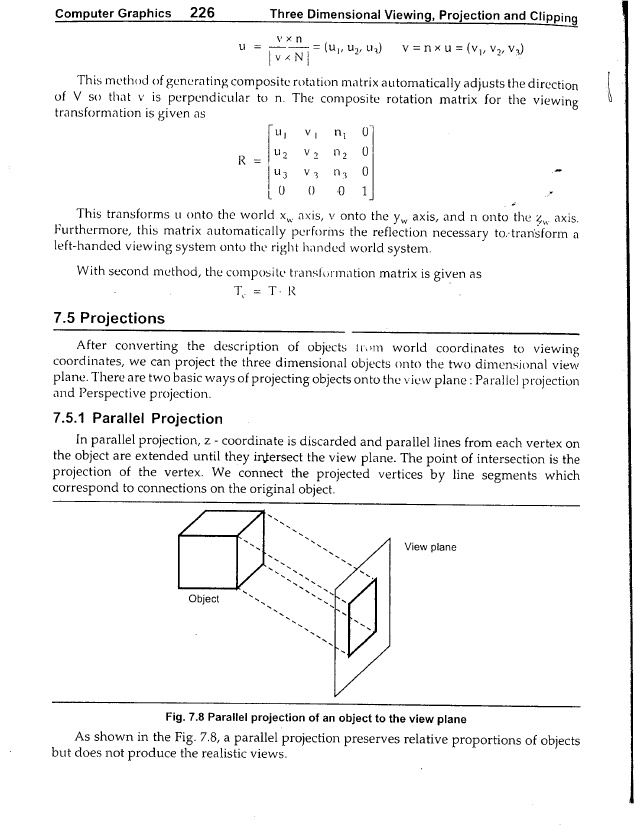 Computer Graphics 226 Three Dimensional Viewing, Projection and Clipping
u = v × n / | v × N | = (u₁, u₂, u₃) v = n × u = (v₁, v₂, v₃)
This method of generating composite rotation matrix automatically adjusts the direction
of V so that v is perpendicular to n. The composite rotation matrix for the viewing
transformation is given as
u₁ v₁ n₁ 0
R = u₂ v₂ n₂ 0
u₃ v₃ n₃ 0
0 0 0 1
This transforms u onto the world x_w axis, v onto the y_w axis, and n onto the z_w axis.
Furthermore, this matrix automatically performs the reflection necessary to transform a
left-handed viewing system onto the right handed world system.
With second method, the composite transformation matrix is given as
T_c = T · R
7.5 Projections
After converting the description of objects from world coordinates to viewing
coordinates, we can project the three dimensional objects onto the two dimensional view
plane. There are two basic ways of projecting objects onto the view plane : Parallel projection
and Perspective projection.
7.5.1 Parallel Projection
In parallel projection, z - coordinate is discarded and parallel lines from each vertex on
the object are extended until they intersect the view plane. The point of intersection is the
projection of the vertex. We connect the projected vertices by line segments which
correspond to connections on the original object.
View plane
Object
Fig. 7.8 Parallel projection of an object to the view plane
As shown in the Fig. 7.8, a parallel projection preserves relative proportions of objects
but does not produce the realistic views.